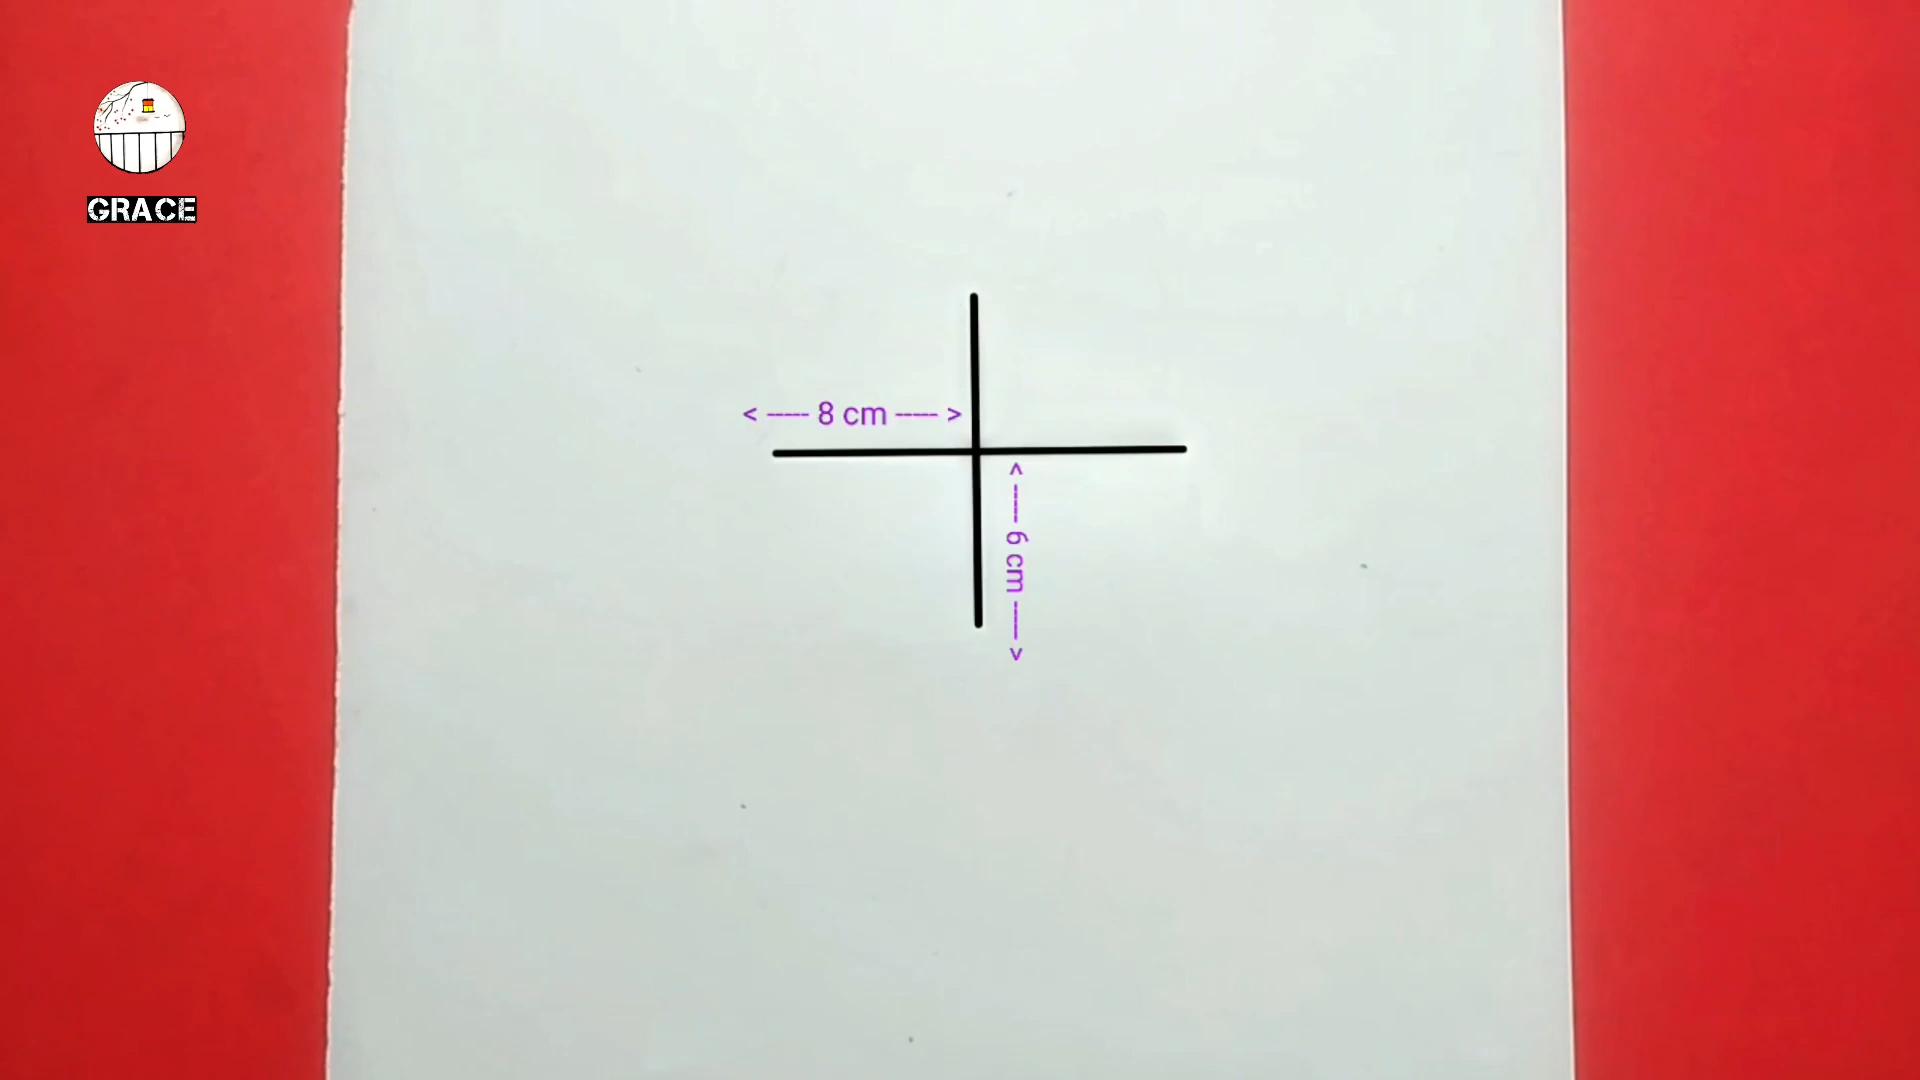 GRACE
< ----- 8 cm ----- >
< ----- 6 cm ----- >